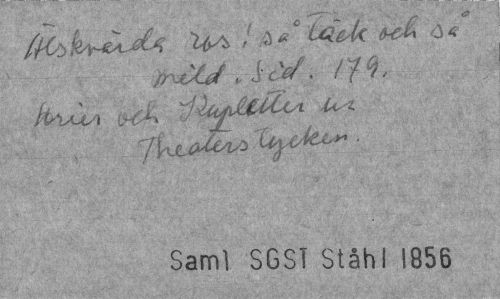 Älskvärda ros! så täck och så
mild. Sid. 179.
Arier och Kupletter ur
Theaterstycken.
Saml SGST Ståhl 1856